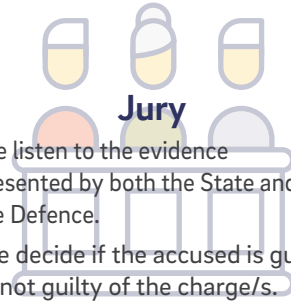 Jury
listen to the evidence
by both the State and
Defence.
decide if the accused is
not guilty of the charge/s.